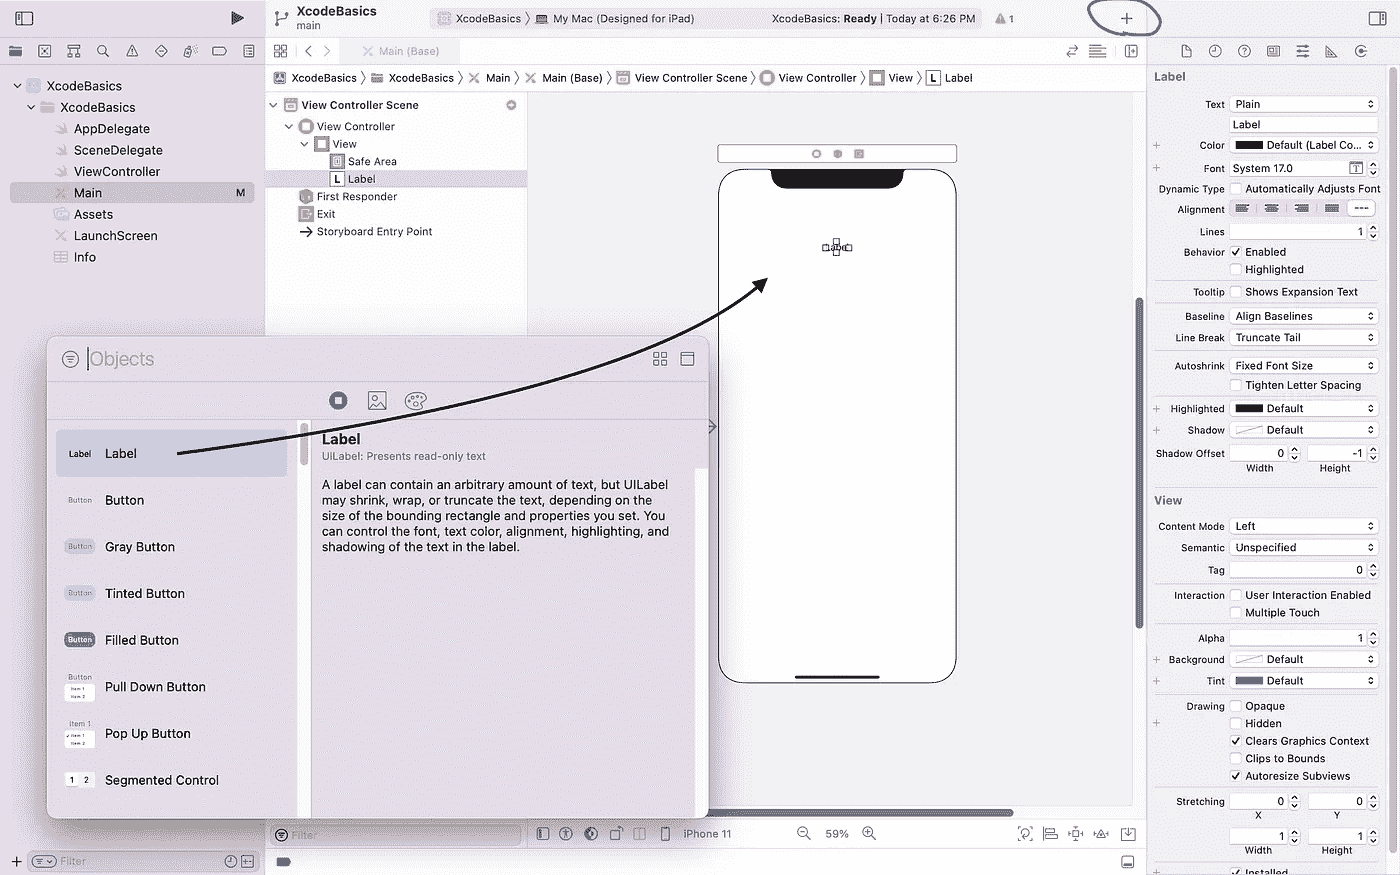 XcodeBasics
main
XcodeBasics
My Mac (Designed for iPad)
XcodeBasics: Ready | Today at 6:26 PM
1
Main (Base)
XcodeBasics
XcodeBasics
Main
Main (Base)
View Controller Scene
View Controller
View
L Label
XcodeBasics
XcodeBasics
AppDelegate
SceneDelegate
ViewController
Main M
Assets
LaunchScreen
Info
View Controller Scene
View Controller
View
Safe Area
L Label
First Responder
Exit
Storyboard Entry Point
Objects
Label Label
Button Button
Button Gray Button
Button Tinted Button
Button Filled Button
Button
Item 1
Item 2
Pull Down Button
Item 1
Item 1
Item 2
Pop Up Button
1 2 Segmented Control
Label
UILabel: Presents read-only text
A label can contain an arbitrary amount of text, but UILabel
may shrink, wrap, or truncate the text, depending on the
size of the bounding rectangle and properties you set. You
can control the font, text color, alignment, highlighting, and
shadowing of the text in the label.
Filter
iPhone 11
59%
Filter
Label
Text Plain
Label
Color Default (Label Co...
Font System 17.0 T
Dynamic Type Automatically Adjusts Font
Alignment
Lines 1
Behavior Enabled
Highlighted
Tooltip Shows Expansion Text
Baseline Align Baselines
Line Break Truncate Tail
Autoshrink Fixed Font Size
Tighten Letter Spacing
Highlighted Default
Shadow Default
Shadow Offset 0 -1
Width Height
View
Content Mode Left
Semantic Unspecified
Tag 0
Interaction User Interaction Enabled
Multiple Touch
Alpha 1
Background Default
Tint Default
Drawing Opaque
Hidden
Clears Graphics Context
Clips to Bounds
Autoresize Subviews
Stretching 0 0
X Y
1 1
Width Height
Installed